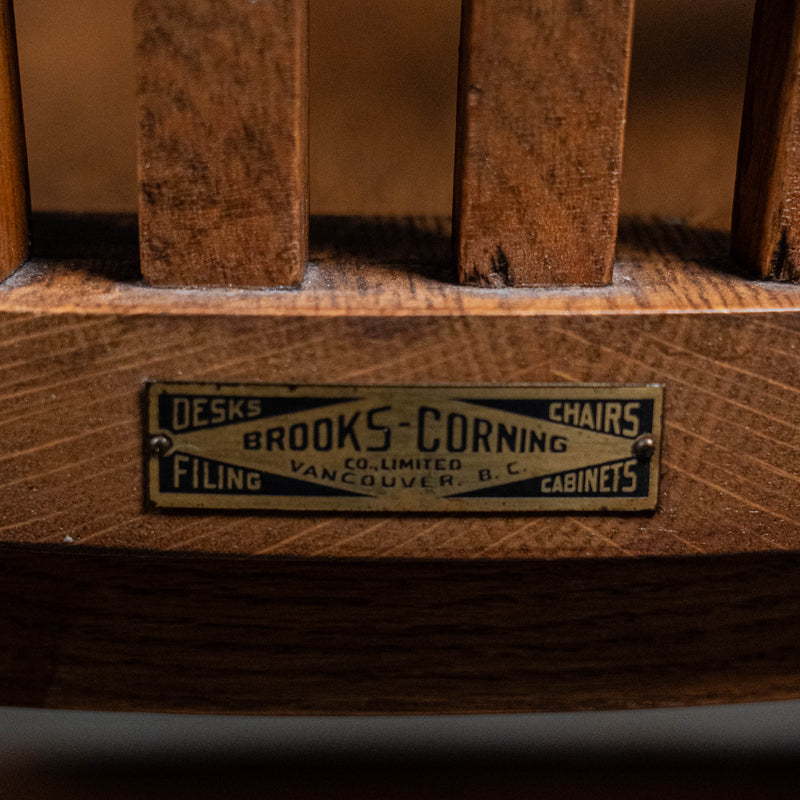 DESKS CHAIRS
BROOKS-CORNING
CO., LIMITED
VANCOUVER, B.C.
FILING CABINETS